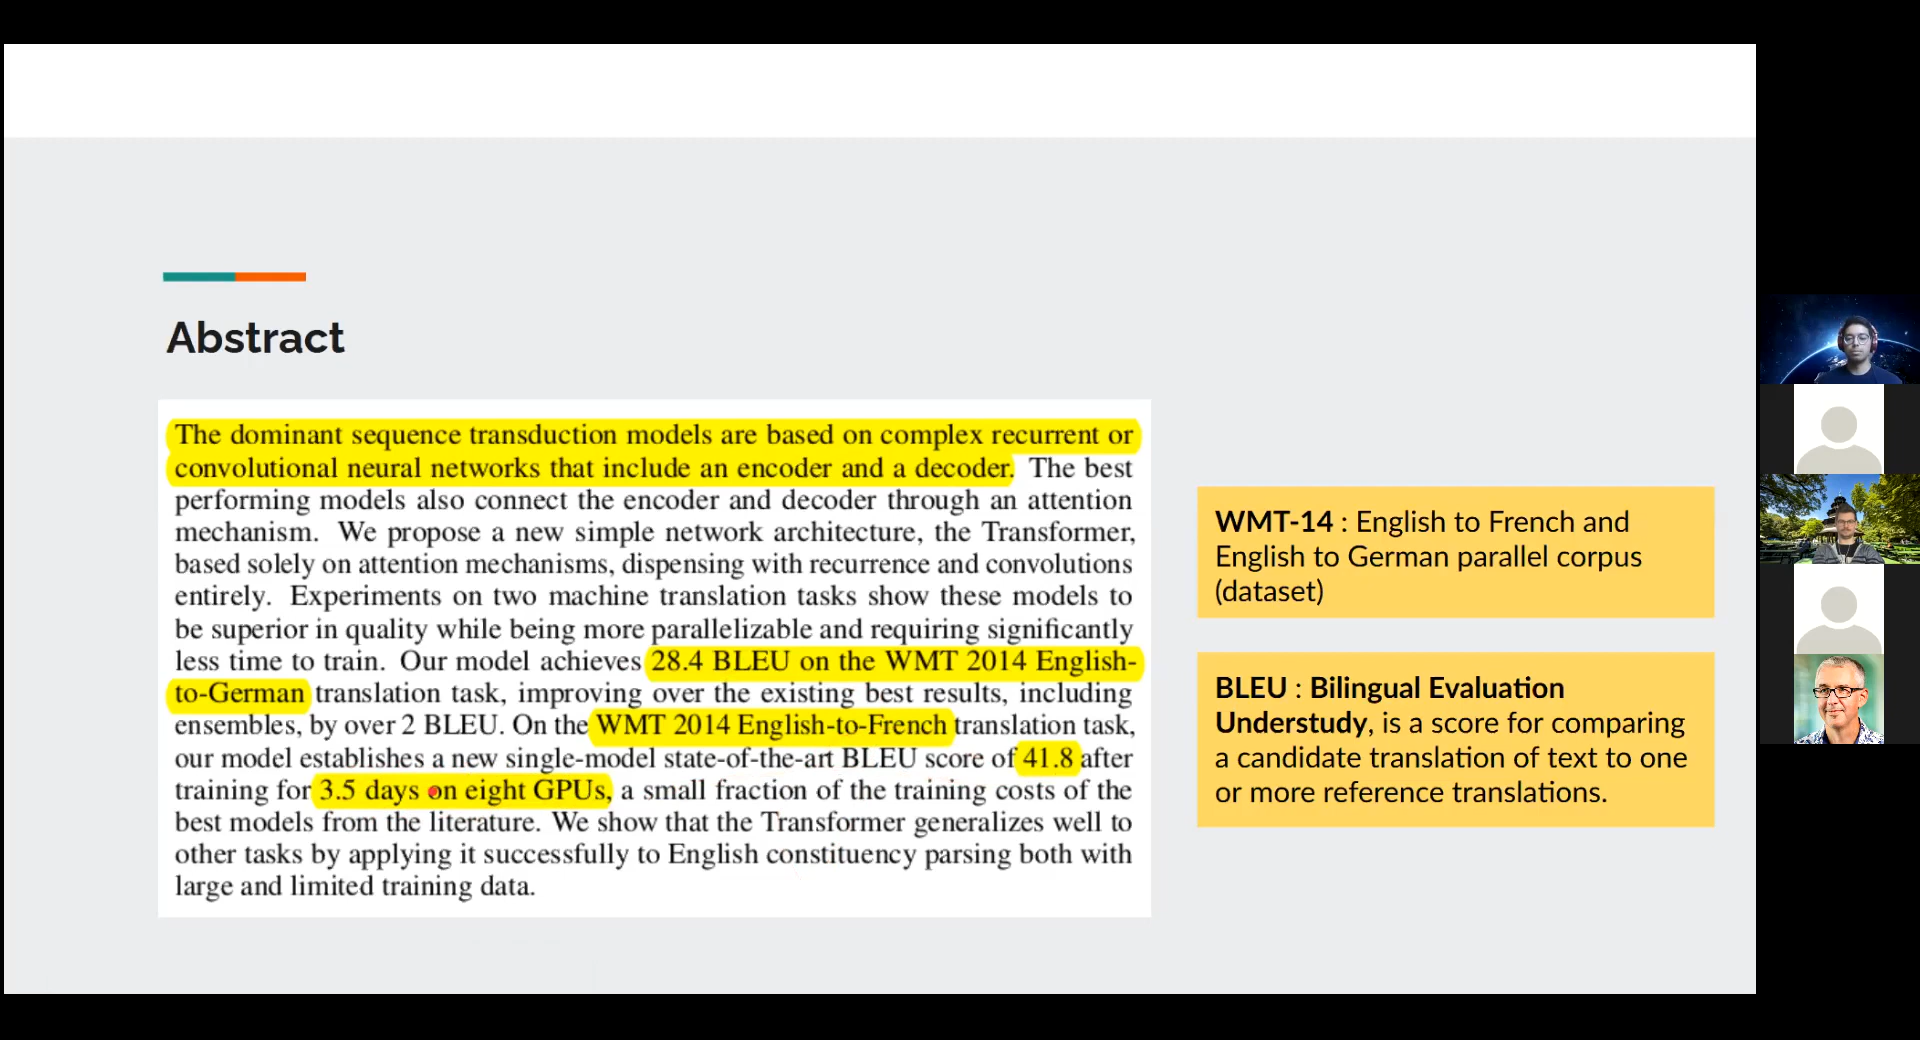 Abstract
The dominant sequence transduction models are based on complex recurrent or
convolutional neural networks that include an encoder and a decoder. The best
performing models also connect the encoder and decoder through an attention
mechanism. We propose a new simple network architecture, the Transformer,
based solely on attention mechanisms, dispensing with recurrence and convolutions
entirely. Experiments on two machine translation tasks show these models to
be superior in quality while being more parallelizable and requiring significantly
less time to train. Our model achieves 28.4 BLEU on the WMT 2014 English-
to-German translation task, improving over the existing best results, including
ensembles, by over 2 BLEU. On the WMT 2014 English-to-French translation task,
our model establishes a new single-model state-of-the-art BLEU score of 41.8 after
training for 3.5 days on eight GPUs, a small fraction of the training costs of the
best models from the literature. We show that the Transformer generalizes well to
other tasks by applying it successfully to English constituency parsing both with
large and limited training data.
WMT-14 : English to French and
English to German parallel corpus
(dataset)
BLEU : Bilingual Evaluation
Understudy, is a score for comparing
a candidate translation of text to one
or more reference translations.